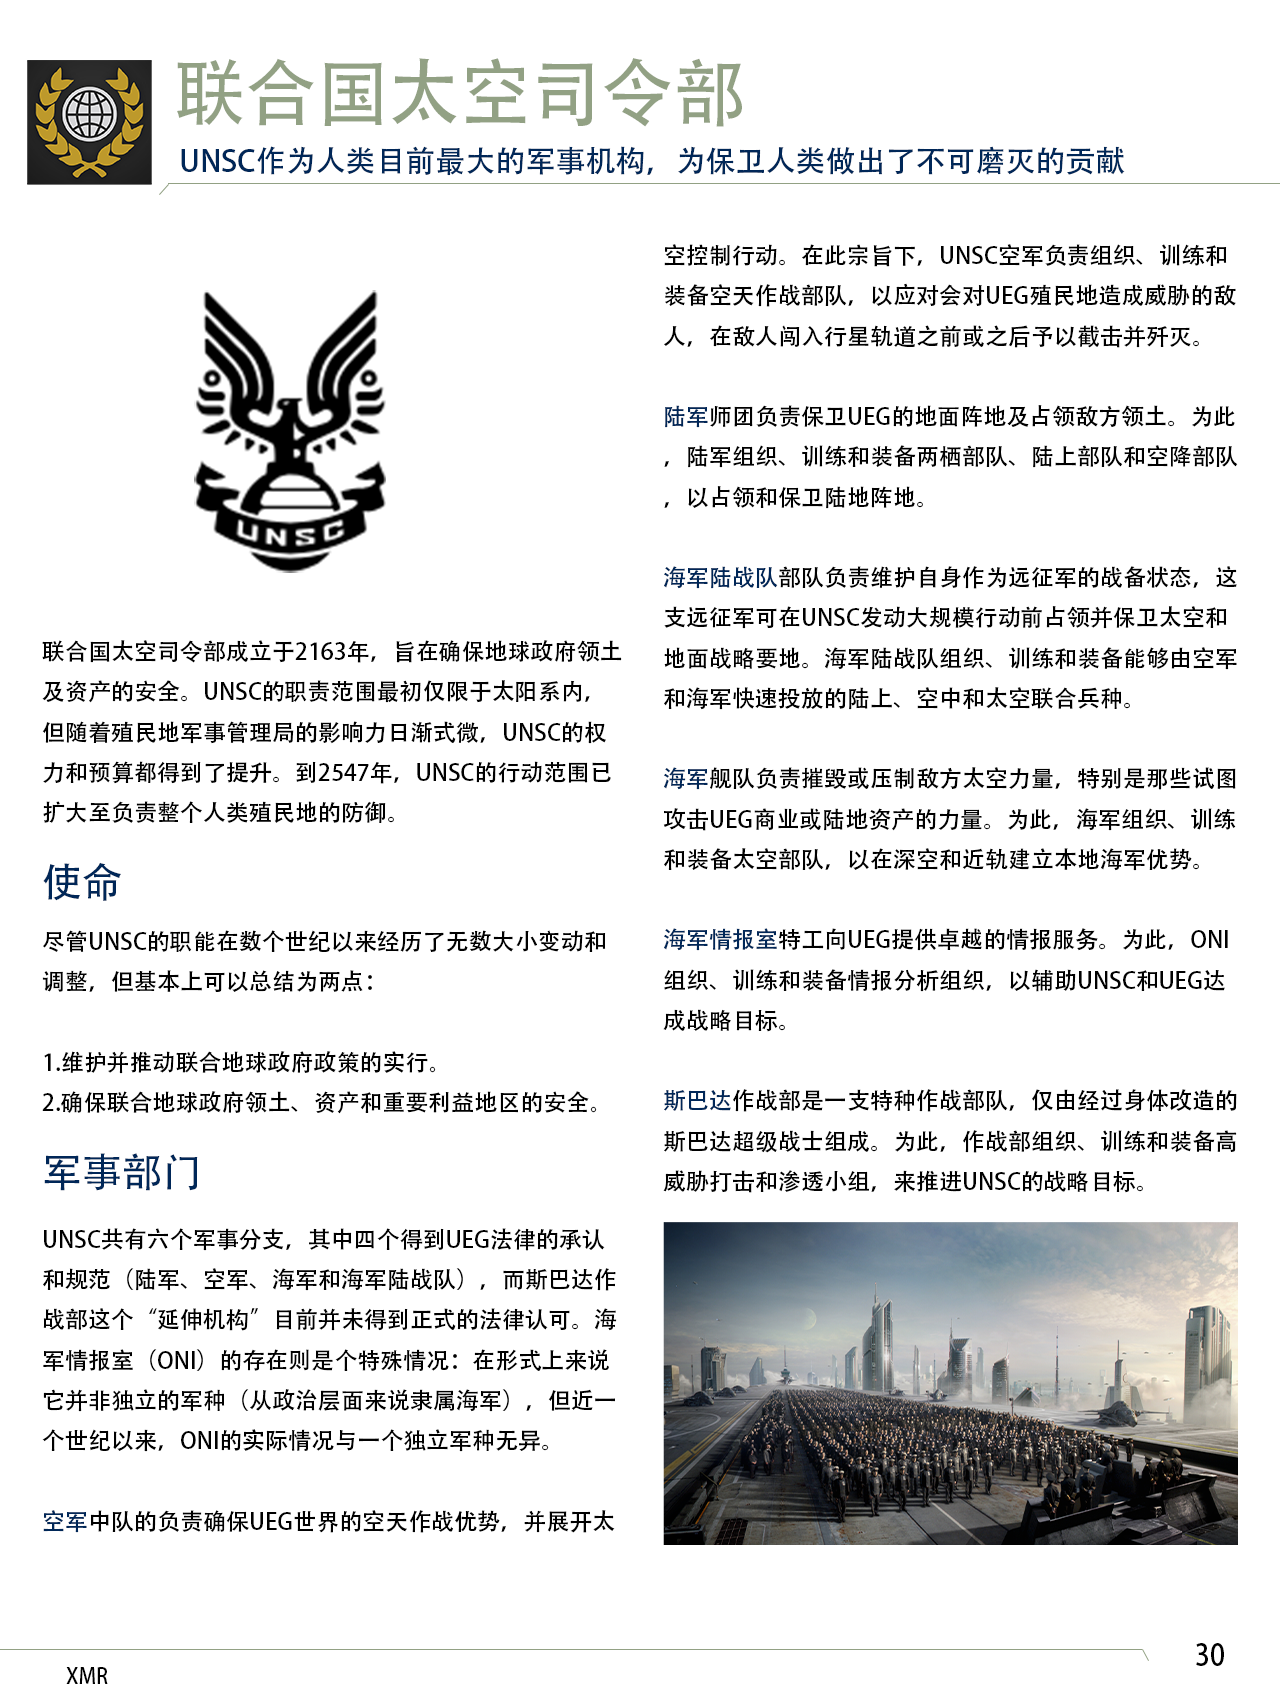 联合国太空司令部
UNSC作为人类目前最大的军事机构，为保卫人类做出了不可磨灭的贡献
UNSC
联合国太空司令部成立于2163年，旨在确保地球政府领土
及资产的安全。UNSC的职责范围最初仅限于太阳系内，
但随着殖民地军事管理局的影响力日渐式微，UNSC的权
力和预算都得到了提升。到2547年，UNSC的行动范围已
扩大至负责整个人类殖民地的防御。
使命
尽管UNSC的职能在数个世纪以来经历了无数大小变动和
调整，但基本上可以总结为两点：
1.维护并推动联合地球政府政策的实行。
2.确保联合地球政府领土、资产和重要利益地区的安全。
军事部门
UNSC共有六个军事分支，其中四个得到UEG法律的承认
和规范（陆军、空军、海军和海军陆战队），而斯巴达作
战部这个“延伸机构”目前并未得到正式的法律认可。海
军情报室（ONI）的存在则是个特殊情况：在形式上来说
它并非独立的军种（从政治层面来说隶属海军），但近一
个世纪以来，ONI的实际情况与一个独立军种无异。
空军中队的负责确保UEG世界的空天作战优势，并展开太
空控制行动。在此宗旨下，UNSC空军负责组织、训练和
装备空天作战部队，以应对会对UEG殖民地造成威胁的敌
人，在敌人闯入行星轨道之前或之后予以截击并歼灭。
陆军师团负责保卫UEG的地面阵地及占领敌方领土。为此
，陆军组织、训练和装备两栖部队、陆上部队和空降部队
，以占领和保卫陆地阵地。
海军陆战队部队负责维护自身作为远征军的战备状态，这
支远征军可在UNSC发动大规模行动前占领并保卫太空和
地面战略要地。海军陆战队组织、训练和装备能够由空军
和海军快速投放的陆上、空中和太空联合兵种。
海军舰队负责摧毁或压制敌方太空力量，特别是那些试图
攻击UEG商业或陆地资产的力量。为此，海军组织、训练
和装备太空部队，以在深空和近轨建立本地海军优势。
海军情报室特工向UEG提供卓越的情报服务。为此，ONI
组织、训练和装备情报分析组织，以辅助UNSC和UEG达
成战略目标。
斯巴达作战部是一支特种作战部队，仅由经过身体改造的
斯巴达超级战士组成。为此，作战部组织、训练和装备高
威胁打击和渗透小组，来推进UNSC的战略目标。
30
XMR